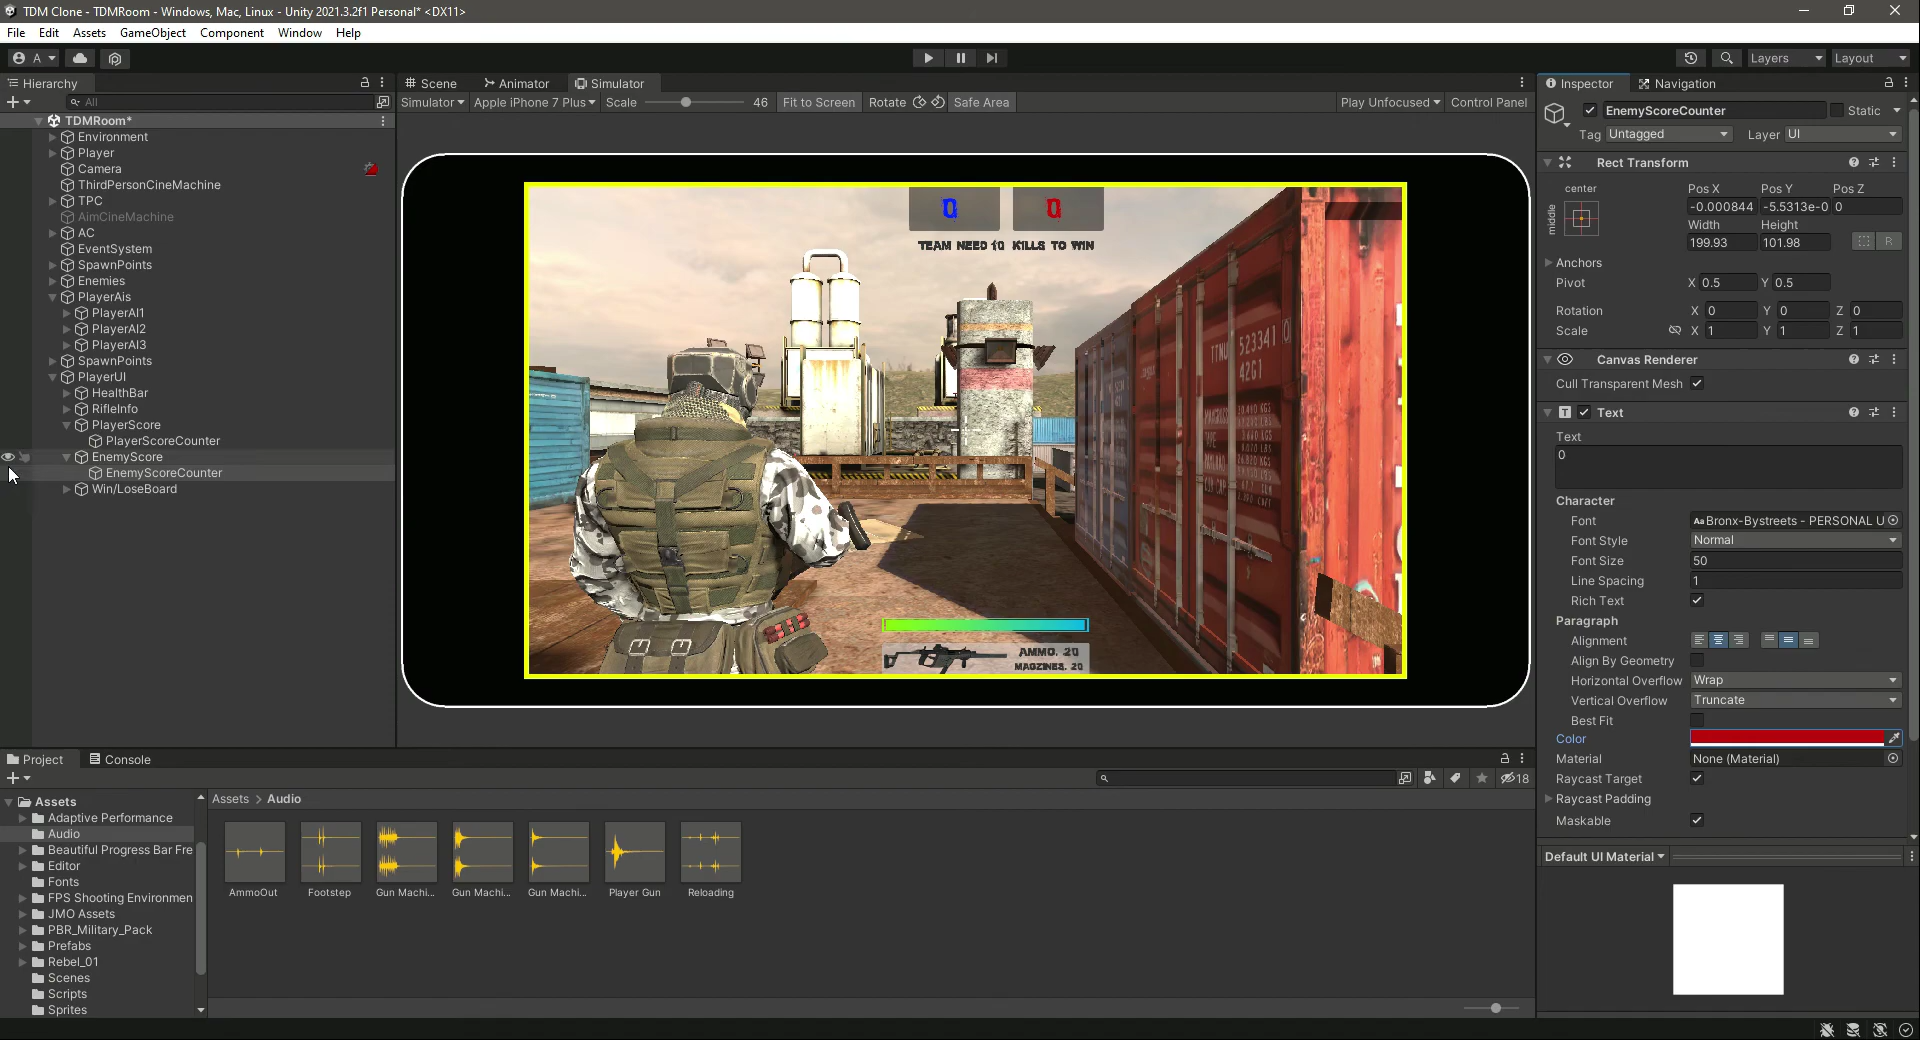 TDM Clone - TDMRoom - Windows, Mac, Linux - Unity 2021.3.2f1 Personal* <DX11>
File Edit Assets GameObject Component Window Help
A
Layers
Layout
Hierarchy
All
TDMRoom*
Environment
Player
Camera
ThirdPersonCineMachine
TPC
AimCineMachine
AC
EventSystem
SpawnPoints
Enemies
PlayerAis
PlayerAI1
PlayerAI2
PlayerAI3
SpawnPoints
PlayerUI
HealthBar
RifleInfo
PlayerScore
PlayerScoreCounter
EnemyScore
EnemyScoreCounter
Win/LoseBoard
Scene Animator Simulator
Simulator Apple iPhone 7 Plus Scale 46 Fit to Screen Rotate Safe Area Play Unfocused Control Panel
0 0
TEAM NEED 10 KILLS TO WIN
TTNU 523341 0
42G1
AMMO. 20
MAGZINES. 20
Inspector Navigation
EnemyScoreCounter Static
Tag Untagged Layer UI
Rect Transform
center
middle
Pos X Pos Y Pos Z
-0.000844 -5.5313e-0 0
Width Height
199.93 101.98
R
Anchors
Pivot X 0.5 Y 0.5
Rotation X 0 Y 0 Z 0
Scale X 1 Y 1 Z 1
Canvas Renderer
Cull Transparent Mesh
Text
Text
0
Character
Font Aa Bronx-Bystreets - PERSONAL U
Font Style Normal
Font Size 50
Line Spacing 1
Rich Text
Paragraph
Alignment
Align By Geometry
Horizontal Overflow Wrap
Vertical Overflow Truncate
Best Fit
Color
Material None (Material)
Raycast Target
Raycast Padding
Maskable
Default UI Material
Project Console
18
Assets
Adaptive Performance
Audio
Beautiful Progress Bar Fre
Editor
Fonts
FPS Shooting Environmen
JMO Assets
PBR_Military_Pack
Prefabs
Rebel_01
Scenes
Scripts
Sprites
Assets > Audio
AmmoOut Footstep Gun Machi... Gun Machi... Gun Machi... Player Gun Reloading